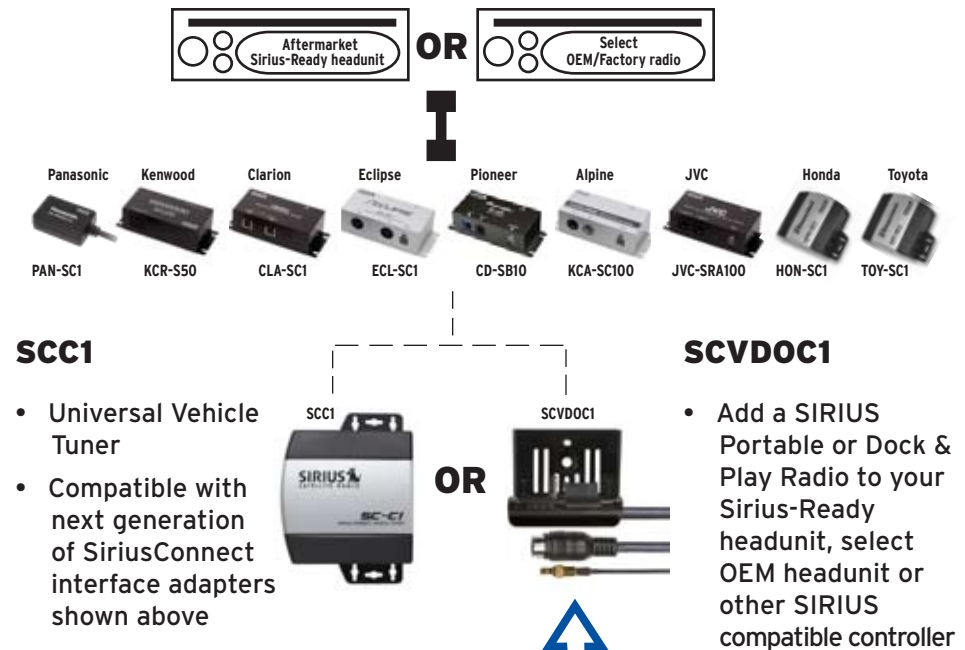 Aftermarket
Sirius-Ready headunit
OR
Select
OEM/Factory radio
Panasonic Kenwood Clarion Eclipse Pioneer Alpine JVC Honda Toyota
PAN-SC1 KCR-S50 CLA-SC1 ECL-SC1 CD-SB10 KCA-SC100 JVC-SRA100 HON-SC1 TOY-SC1
SCC1
• Universal Vehicle
Tuner
• Compatible with
next generation
of SiriusConnect
interface adapters
shown above
SCC1
SIRIUS
SATELLITE RADIO
SC-C1
OR
SCVDOC1
SCVDOC1
• Add a SIRIUS
Portable or Dock &
Play Radio to your
Sirius-Ready
headunit, select
OEM headunit or
other SIRIUS
compatible controller